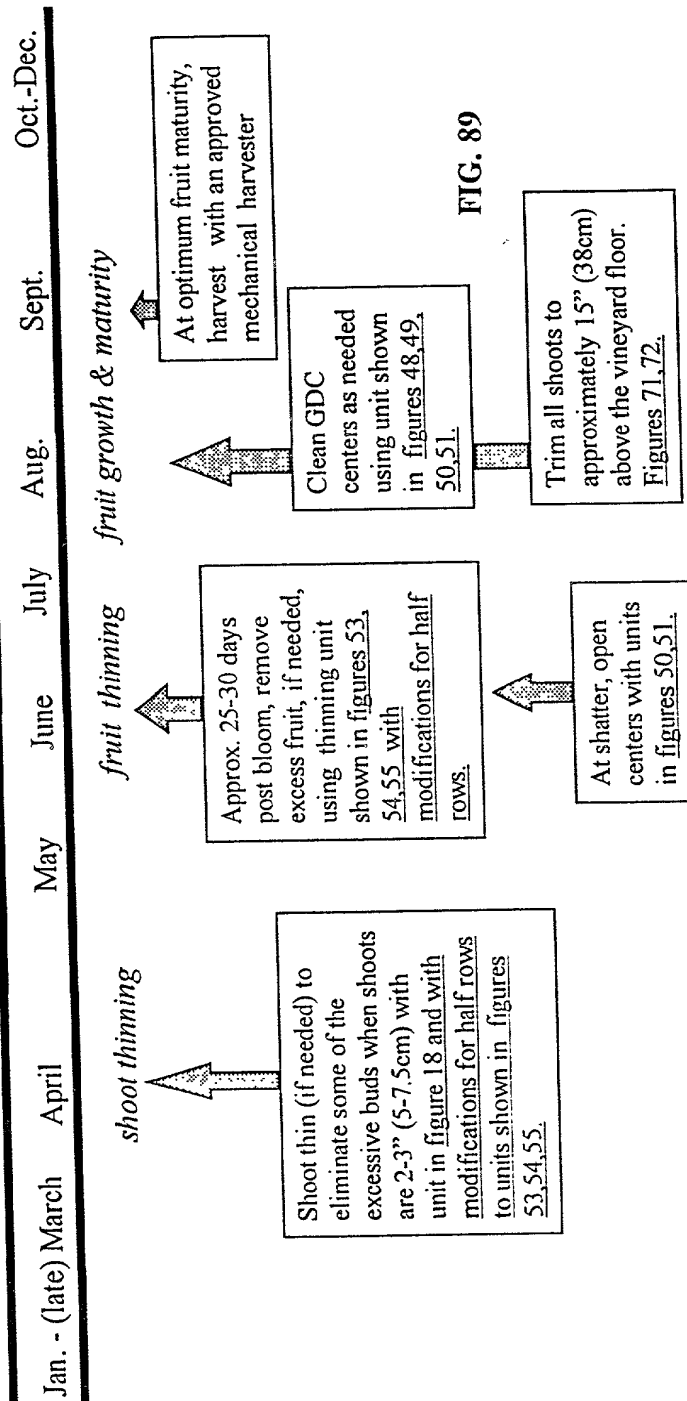 Jan. - (late) March April May June July Aug. Sept. Oct.-Dec.
shoot thinning
fruit thinning
fruit growth & maturity
Shoot thin (if needed) to
eliminate some of the
excessive buds when shoots
are 2-3” (5-7.5cm) with
unit in figure 18 and with
modifications for half rows
to units shown in figures
53,54,55.
Approx. 25-30 days
post bloom, remove
excess fruit, if needed,
using thinning unit
shown in figures 53,
54,55 with
modifications for half
rows.
At shatter, open
centers with units
in figures 50,51.
Clean GDC
centers as needed
using unit shown
in figures 48,49,
50,51.
Trim all shoots to
approximately 15” (38cm)
above the vineyard floor.
Figures 71,72.
At optimum fruit maturity,
harvest with an approved
mechanical harvester
FIG. 89